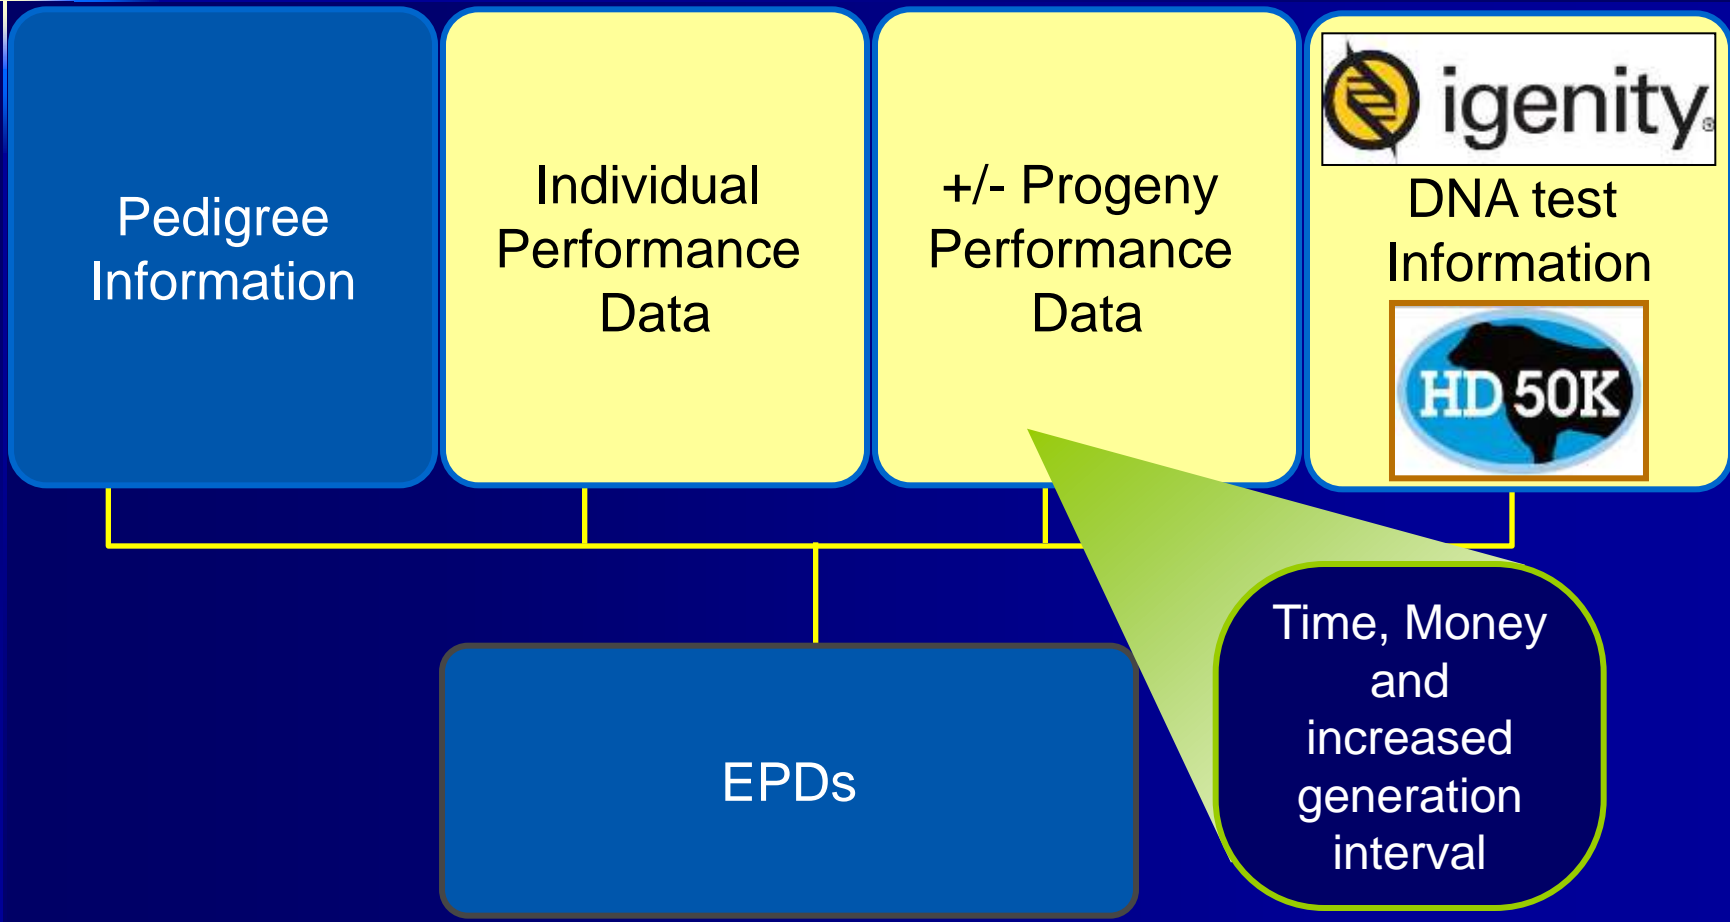 Pedigree
Information
Individual
Performance
Data
+/- Progeny
Performance
Data
igenity®
DNA test
Information
HD 50K
Time, Money
and
increased
generation
interval
EPDs